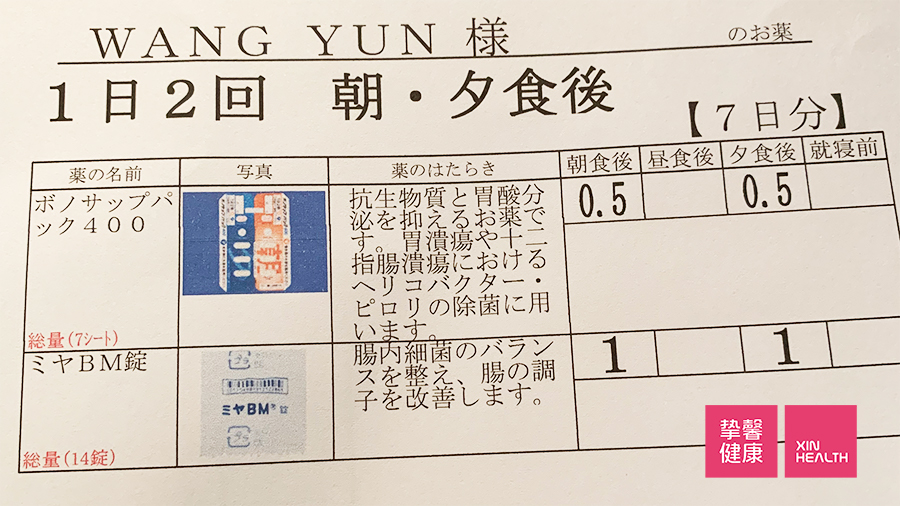 WANG YUN 様 のお薬
1日2回 朝・夕食後
【7日分】
薬の名前 写真 薬のはたらき 朝食後 昼食後 夕食後 就寝前
ボノサップパ
ック400
総量(7シート)
抗生物質と胃酸分
泌を抑えるお薬で
す。胃潰瘍や十二
指腸潰瘍における
ヘリコバクター・
ピロリの除菌に用
います。
0.5 0.5
ミヤBM錠
総量(14錠)
プラ
ミヤBM® 錠
プラ
腸内細菌のバラン
スを整え、腸の調
子を改善します。
1 1
挚馨
健康
XIN
HEALTH